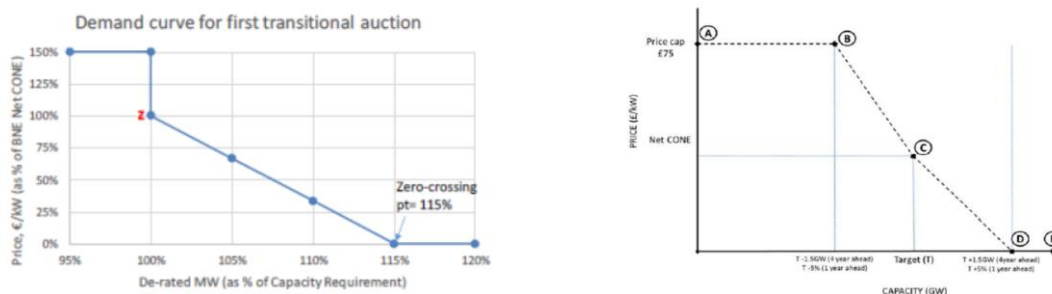 Demand curve for first transitional auction
Price, €/kW (as % of BNE Net CONE)
150%
125%
100%
75%
50%
25%
0%
Z
Zero-crossing
pt= 115%
95%
100%
105%
110%
115%
120%
De-rated MW (as % of Capacity Requirement)
PRICE (£/kW)
Price cap
£75
Net CONE
A
B
C
D
T -1.5GW (4 year ahead)
T -5% (1 year ahead)
Target (T)
T +1.5GW (4year ahead)
T +5% (1 year ahead)
CAPACITY (GW)